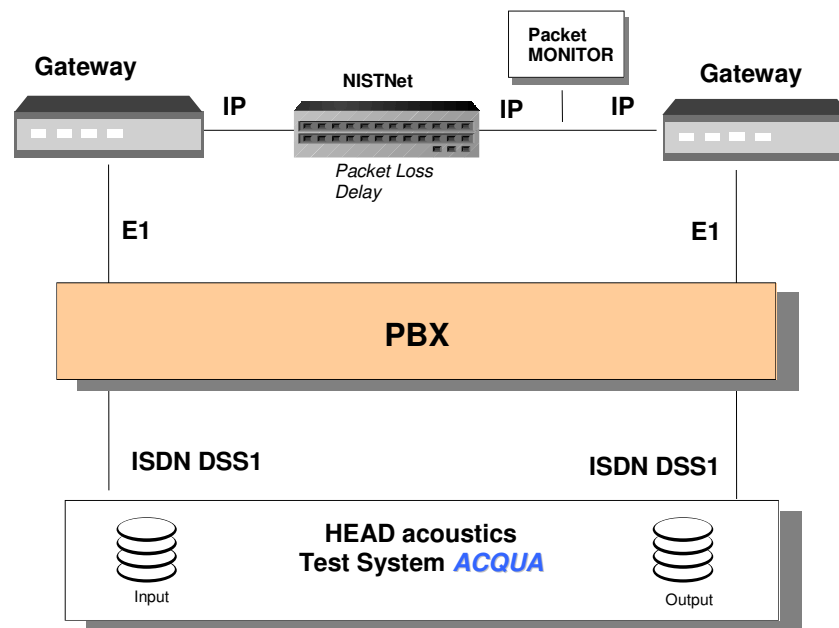 Packet
MONITOR
Gateway
NISTNet
Gateway
IP
IP
IP
Packet Loss
Delay
E1
E1
PBX
ISDN DSS1
ISDN DSS1
HEAD acoustics
Test System ACQUA
Input
Output